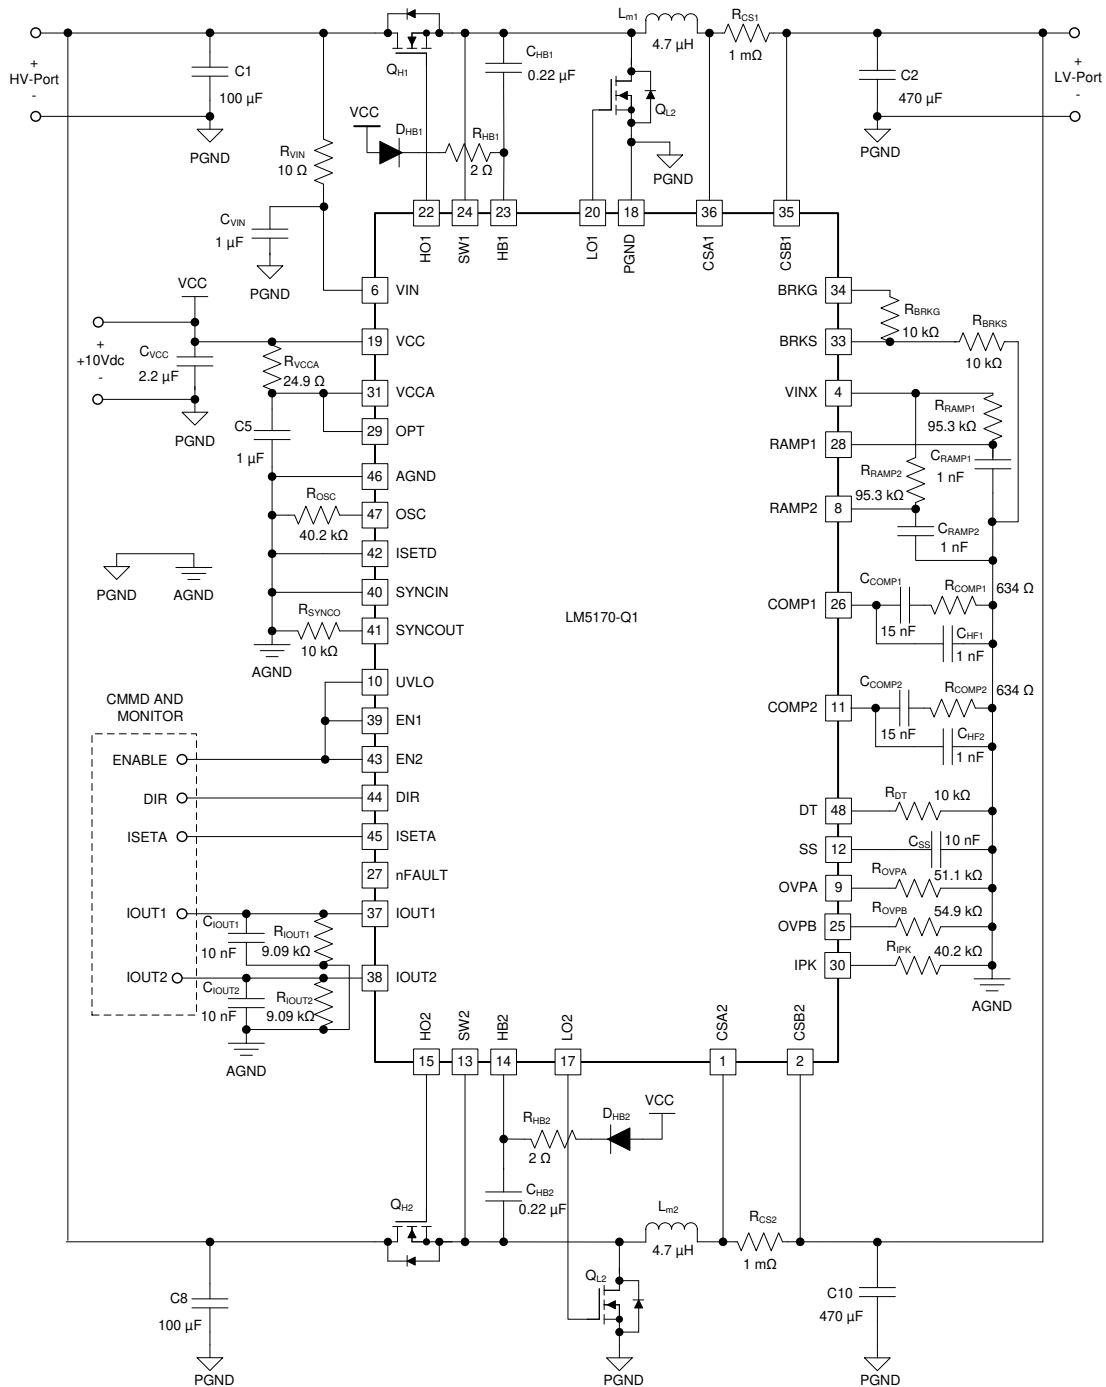 Lm1
RCS1
4.7 µH
1 mΩ
+
HV-Port
-
C1
100 µF
PGND
QH1
CHB1
0.22 µF
QL2
C2
470 µF
PGND
+
LV-Port
-
VCC
DHB1
RHB1
2 Ω
RVIN
10 Ω
PGND
CVIN
1 µF
PGND
22
24
23
20
18
36
35
HO1
SW1
HB1
LO1
PGND
CSA1
CSB1
VCC
+
+10Vdc
-
CVCC
2.2 µF
PGND
RVCCA
24.9 Ω
C5
1 µF
ROSC
40.2 kΩ
RSYNCO
10 kΩ
AGND
PGND
AGND
6 VIN
19 VCC
31 VCCA
29 OPT
46 AGND
47 OSC
42 ISETD
40 SYNCIN
41 SYNCOUT
10 UVLO
39 EN1
43 EN2
44 DIR
45 ISETA
27 nFAULT
37 IOUT1
38 IOUT2
LM5170-Q1
BRKG 34
BRKS 33
VINX 4
RAMP1 28
RAMP2 8
COMP1 26
COMP2 11
DT 48
SS 12
OVPA 9
OVPB 25
IPK 30
RBRKG
10 kΩ
RBRKS
10 kΩ
RRAMP1
95.3 kΩ
CRAMP1
1 nF
RRAMP2
95.3 kΩ
CRAMP2
1 nF
CCOMP1
15 nF
RCOMP1
634 Ω
CHF1
1 nF
CCOMP2
15 nF
RCOMP2
634 Ω
CHF2
1 nF
RDT
10 kΩ
CSS
10 nF
ROVPA
51.1 kΩ
ROVPB
54.9 kΩ
RIPK
40.2 kΩ
AGND
CMMD AND
MONITOR
ENABLE
DIR
ISETA
IOUT1
IOUT2
CIOUT1
10 nF
RIOUT1
9.09 kΩ
CIOUT2
10 nF
RIOUT2
9.09 kΩ
AGND
HO2
SW2
HB2
LO2
CSA2
CSB2
15
13
14
17
1
2
RHB2
2 Ω
DHB2
VCC
CHB2
0.22 µF
QH2
Lm2
4.7 µH
RCS2
1 mΩ
QL2
C8
100 µF
PGND
PGND
C10
470 µF
PGND